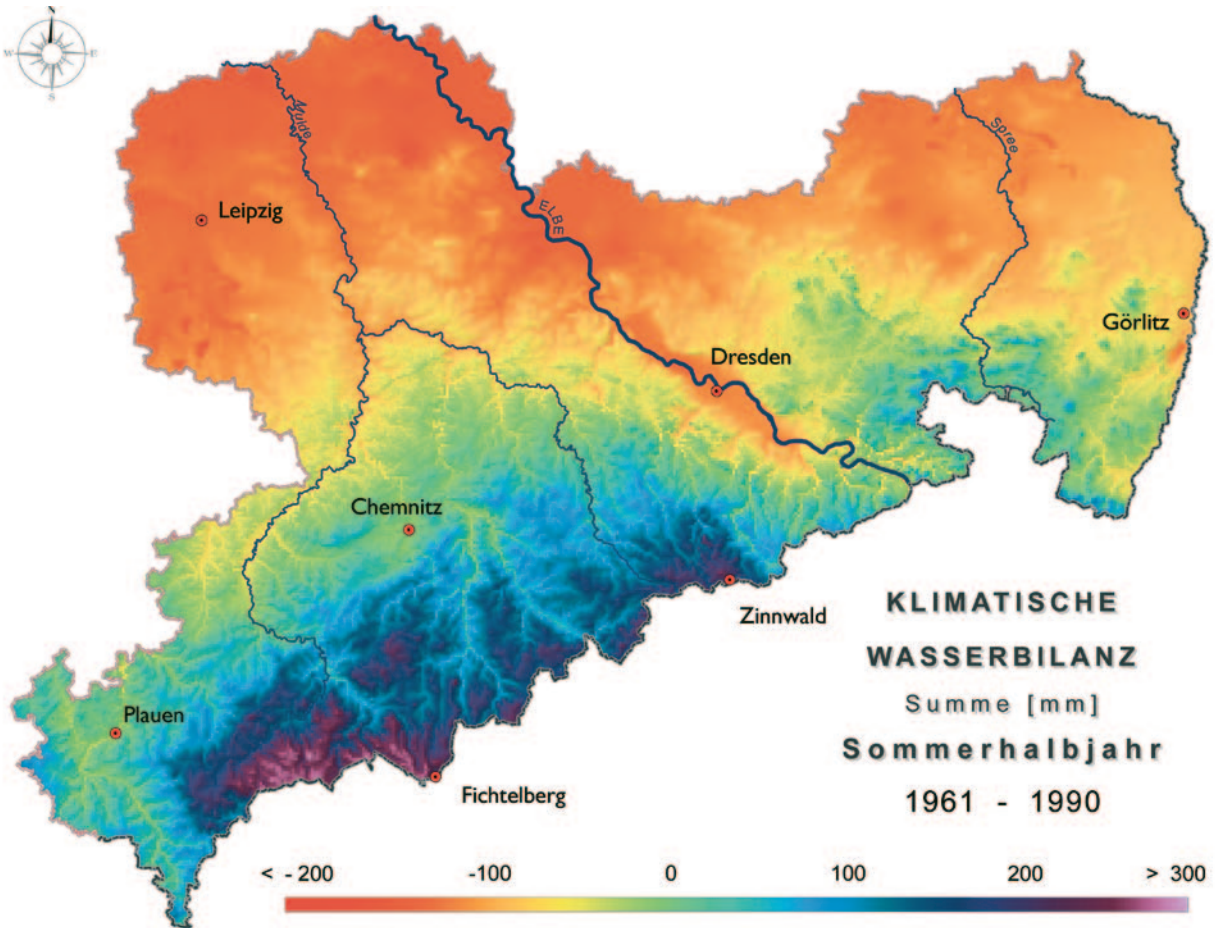 N
W E
S
Mulde
Spree
Leipzig
ELBE
Görlitz
Dresden
Chemnitz
Zinnwald
Plauen
Fichtelberg
KLIMATISCHE
WASSERBILANZ
Summe [mm]
Sommerhalbjahr
1961 - 1990
< - 200 -100 0 100 200 > 300